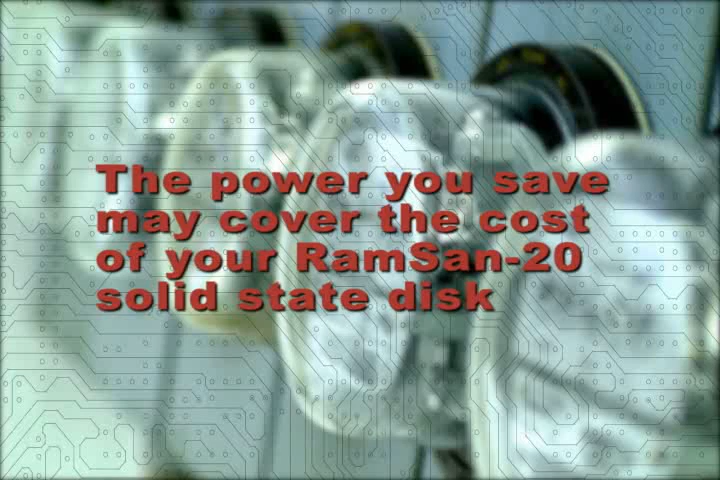 The power you save
may cover the cost
of your RamSan-20
solid state disk